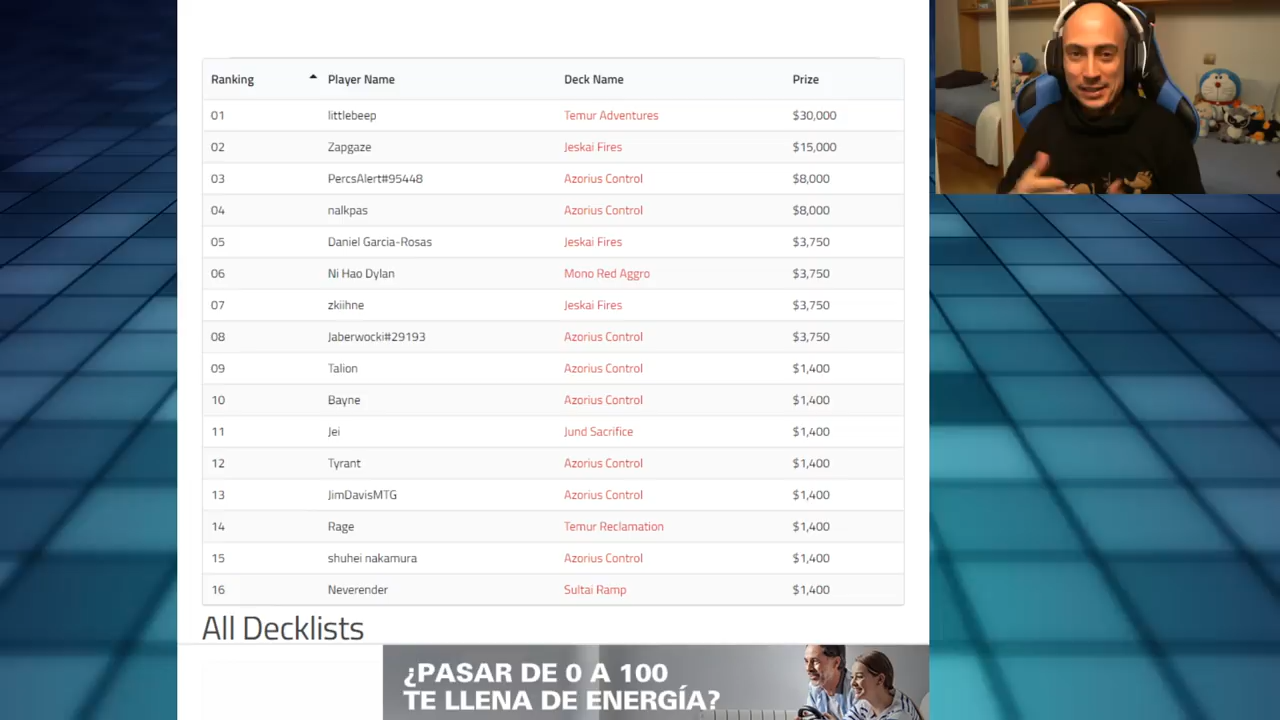 Ranking Player Name Deck Name Prize
01 littlebeep Temur Adventures $30,000
02 Zapgaze Jeskai Fires $15,000
03 PercsAlert#95448 Azorius Control $8,000
04 nalkpas Azorius Control $8,000
05 Daniel Garcia-Rosas Jeskai Fires $3,750
06 Ni Hao Dylan Mono Red Aggro $3,750
07 zkiihne Jeskai Fires $3,750
08 Jaberwocki#29193 Azorius Control $3,750
09 Talion Azorius Control $1,400
10 Bayne Azorius Control $1,400
11 Jei Jund Sacrifice $1,400
12 Tyrant Azorius Control $1,400
13 JimDavisMTG Azorius Control $1,400
14 Rage Temur Reclamation $1,400
15 shuhei nakamura Azorius Control $1,400
16 Neverender Sultai Ramp $1,400
All Decklists
¿PASAR DE 0 A 100
TE LLENA DE ENERGÍA?